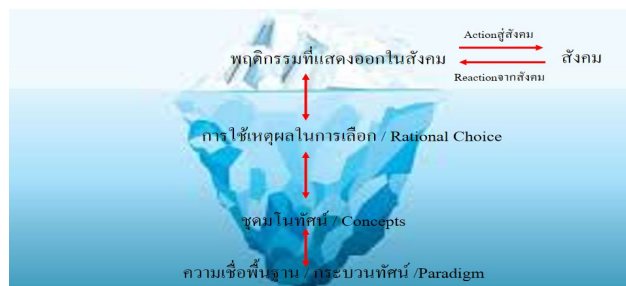 Actionสู่สังคม
พฤติกรรมที่แสดงออกในสังคม
สังคม
Reactionจากสังคม
การใช้เหตุผลในการเลือก / Rational Choice
ชุดมโนทัศน์ / Concepts
ความเชื่อพื้นฐาน / กระบวนทัศน์ /Paradigm